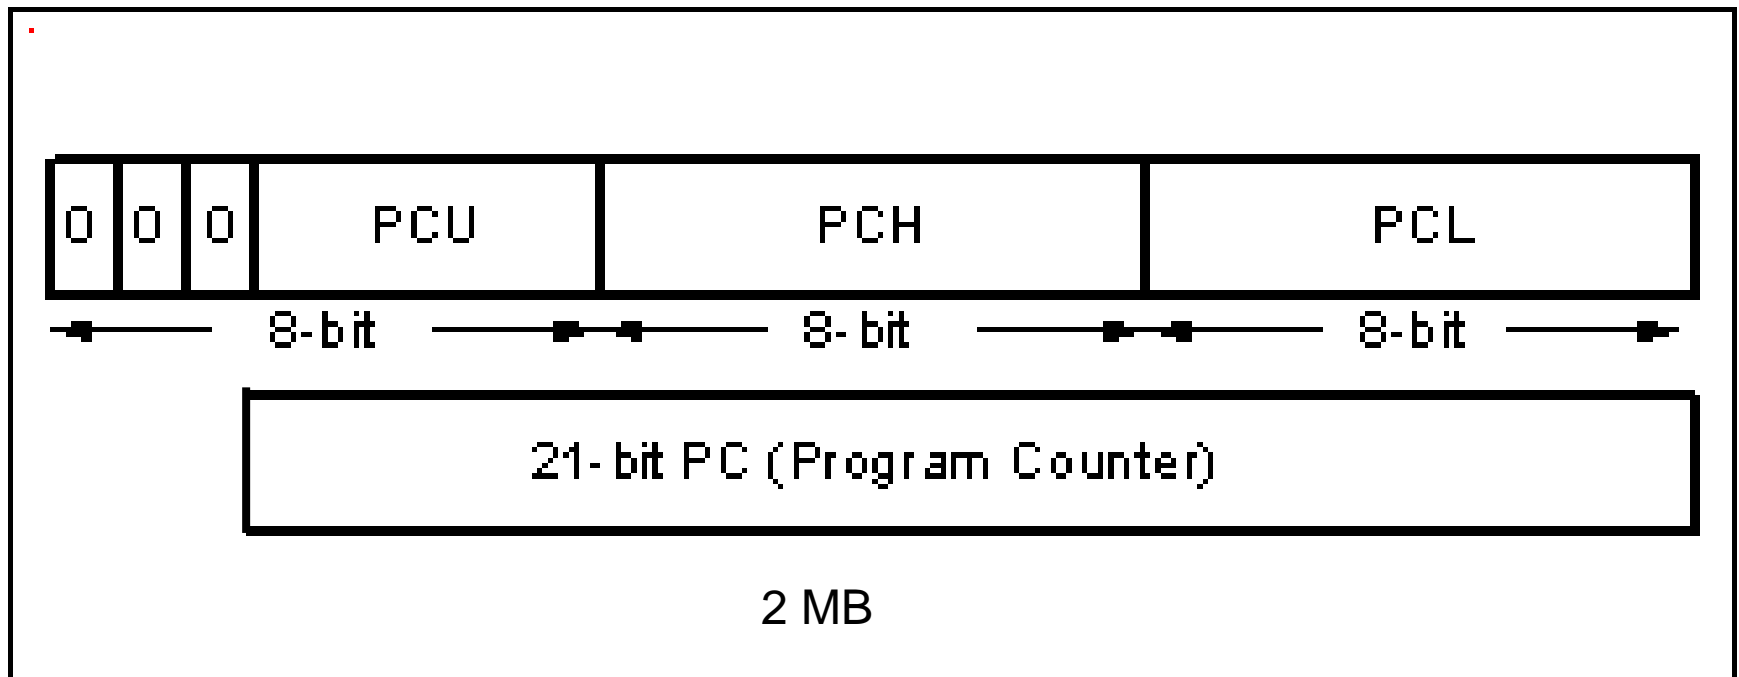 0 0 0 PCU PCH PCL
8-bit 8-bit 8-bit
21-bit PC (Program Counter)
2 MB